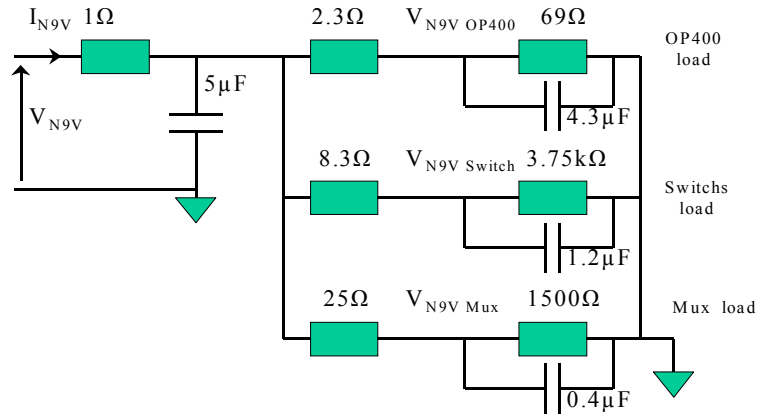 I N9V 1Ω 2.3Ω V N9V OP400 69Ω OP400
load
5µF
V N9V 4.3µF
8.3Ω V N9V Switch 3.75kΩ Switchs
load
1.2µF
25Ω V N9V Mux 1500Ω Mux load
0.4µF